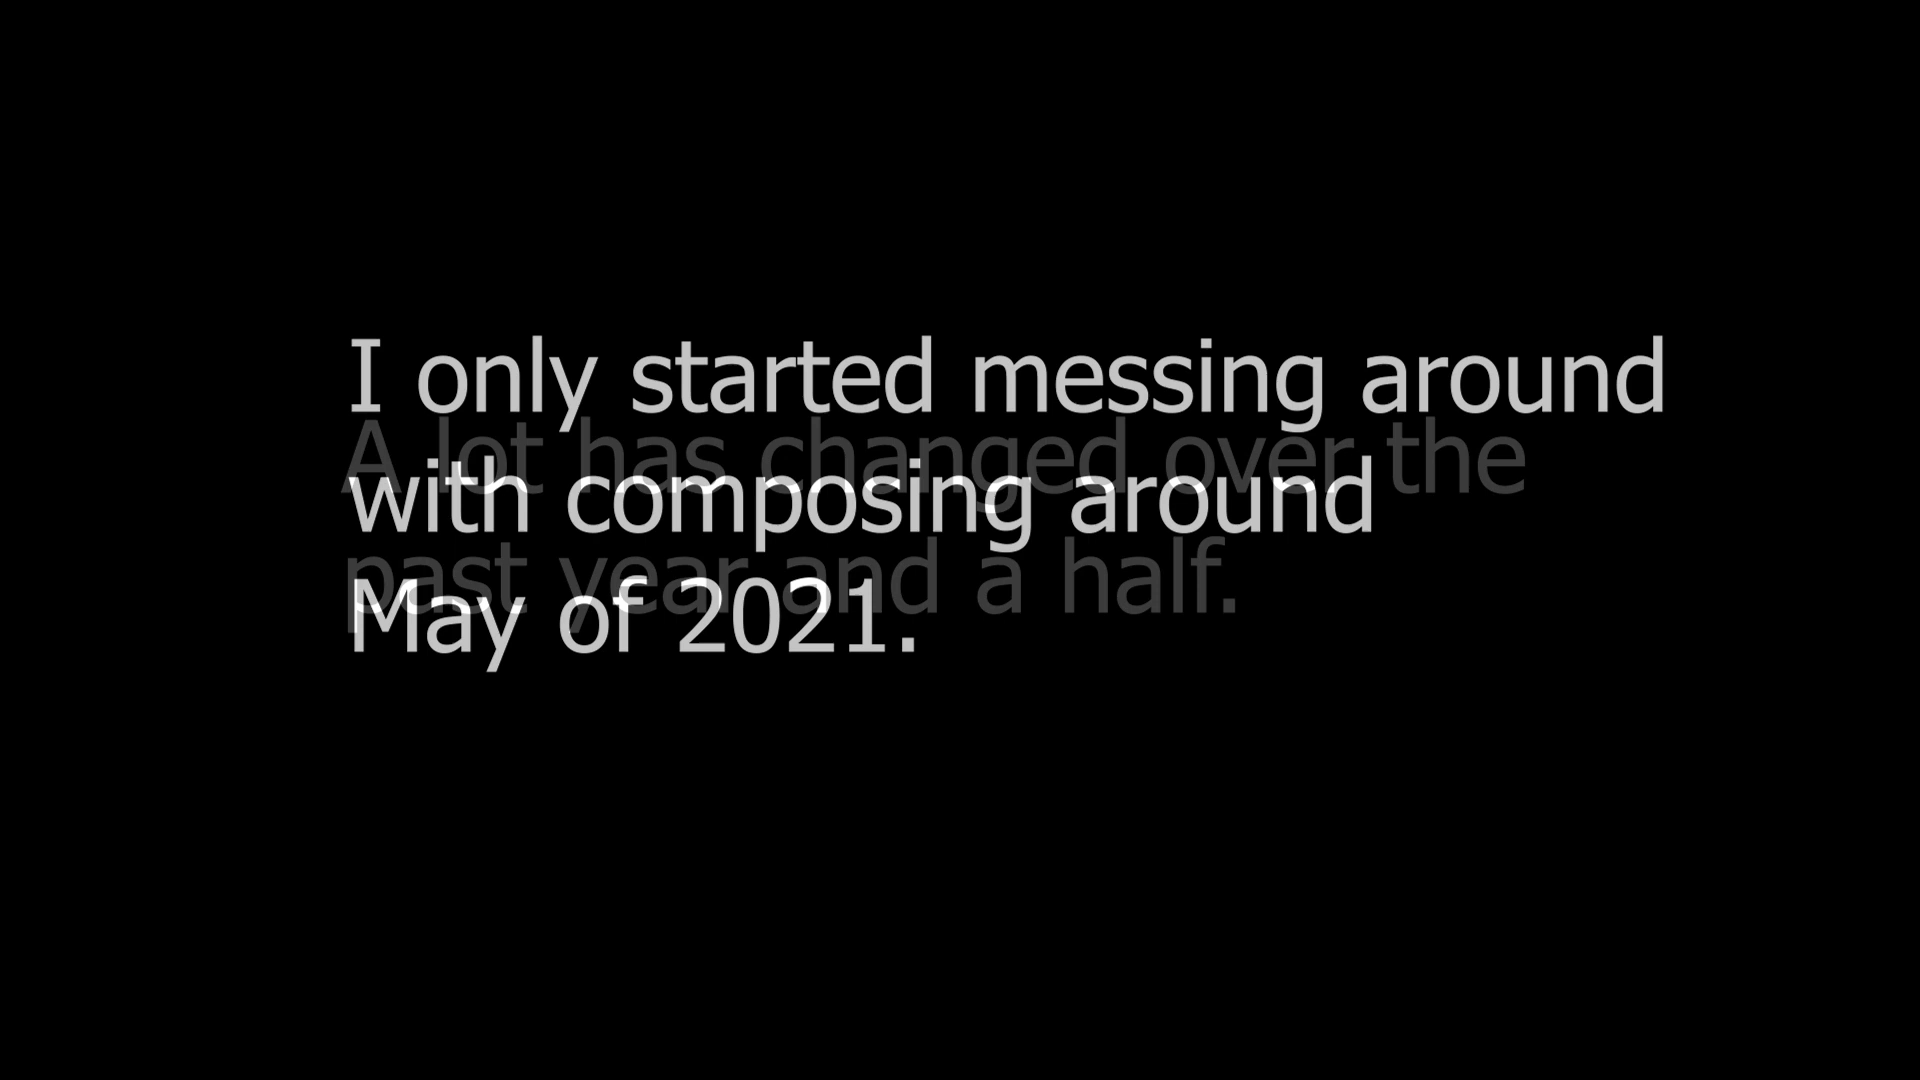 I only started messing around
A lot has changed over the
with composing around
past year and a half.
May of 2021.